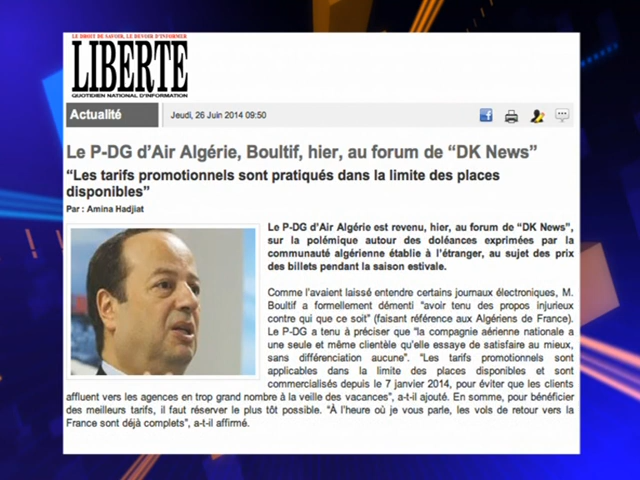 LE DROIT DE SAVOIR, LE DEVOIR D'INFORMER
LIBERTE
QUOTIDIEN NATIONAL D'INFORMATION
Actualité
Jeudi, 26 Juin 2014 09:50
Le P-DG d'Air Algérie, Boultif, hier, au forum de “DK News”
“Les tarifs promotionnels sont pratiqués dans la limite des places
disponibles”
Par : Amina Hadjiat
Le P-DG d'Air Algérie est revenu, hier, au forum de “DK News”,
sur la polémique autour des doléances exprimées par la
communauté algérienne établie à l'étranger, au sujet des prix
des billets pendant la saison estivale.
Comme l'avaient laissé entendre certains journaux électroniques, M.
Boultif a formellement démenti “avoir tenu des propos injurieux
contre qui que ce soit” (faisant référence aux Algériens de France).
Le P-DG a tenu à préciser que “la compagnie aérienne nationale a
une seule et même clientèle qu'elle essaye de satisfaire au mieux,
sans différenciation aucune”. “Les tarifs promotionnels sont
applicables dans la limite des places disponibles et sont
commercialisés depuis le 7 janvier 2014, pour éviter que les clients
affluent vers les agences en trop grand nombre à la veille des vacances”, a-t-il ajouté. En somme, pour bénéficier
des meilleurs tarifs, il faut réserver le plus tôt possible. “À l'heure où je vous parle, les vols de retour vers la
France sont déjà complets”, a-t-il affirmé.